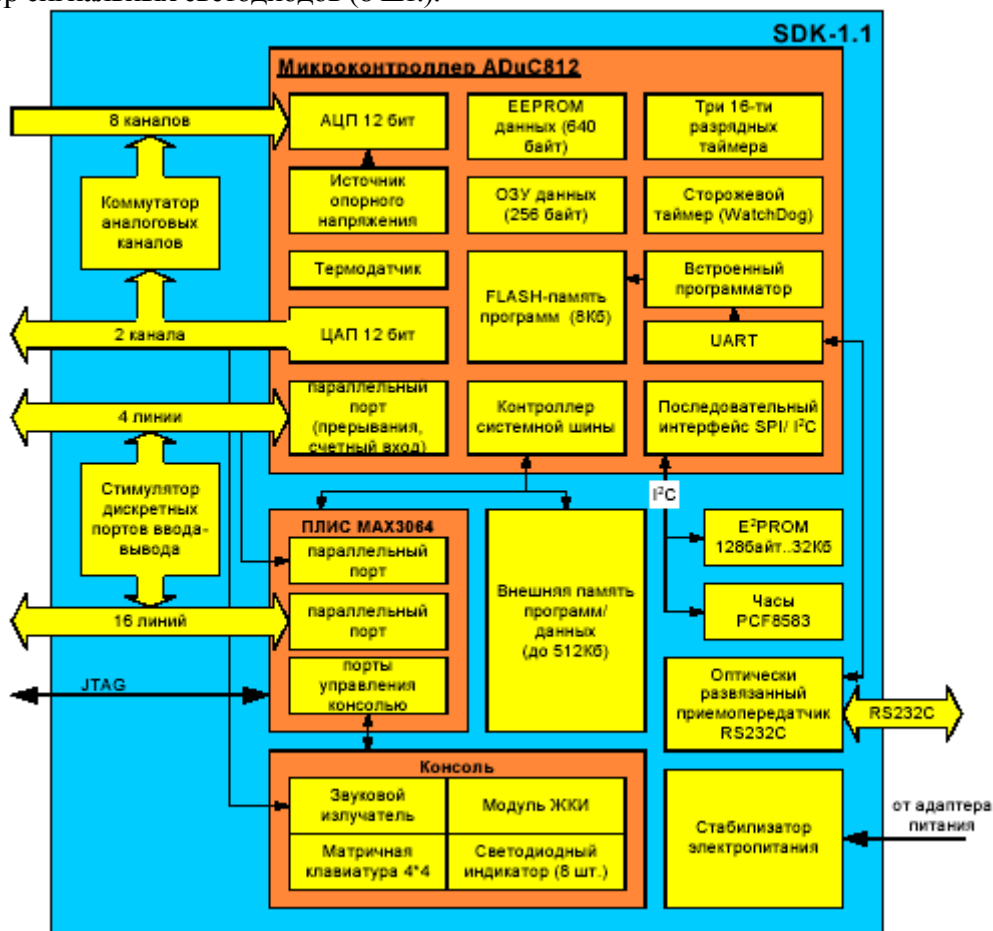 р сигнальных светодиодов (8 шт.).
SDK-1.1
Микроконтроллер ADuC812
8 каналов
АЦП 12 бит
EEPROM
данных (640
байт)
Три 16-ти
разрядных
таймера
Коммутатор
аналоговых
каналов
Источник
опорного
напряжения
ОЗУ данных
(256 байт)
Сторожевой
таймер (WatchDog)
Термодатчик
FLASH-память
программ (8Кб)
Встроенный
программатор
2 канала
ЦАП 12 бит
UART
4 линии
параллельный
порт
(прерывания,
счетный вход)
Контроллер
системной шины
Последовательный
интерфейс SPI/ I²C
I²C
Стимулятор
дискретных
портов ввода-
вывода
ПЛИС MAX3064
параллельный
порт
16 линий
параллельный
порт
порты
управления
консолью
JTAG
Внешняя память
программ/
данных
(до 512Кб)
E²PROM
128байт..32Кб
Часы
PCF8583
Оптически
развязанный
приемопередатчик
RS232C
RS232C
Консоль
Звуковой
излучатель
Модуль ЖКИ
Матричная
клавиатура 4*4
Светодиодный
индикатор (8 шт.)
Стабилизатор
электропитания
от адаптера
питания